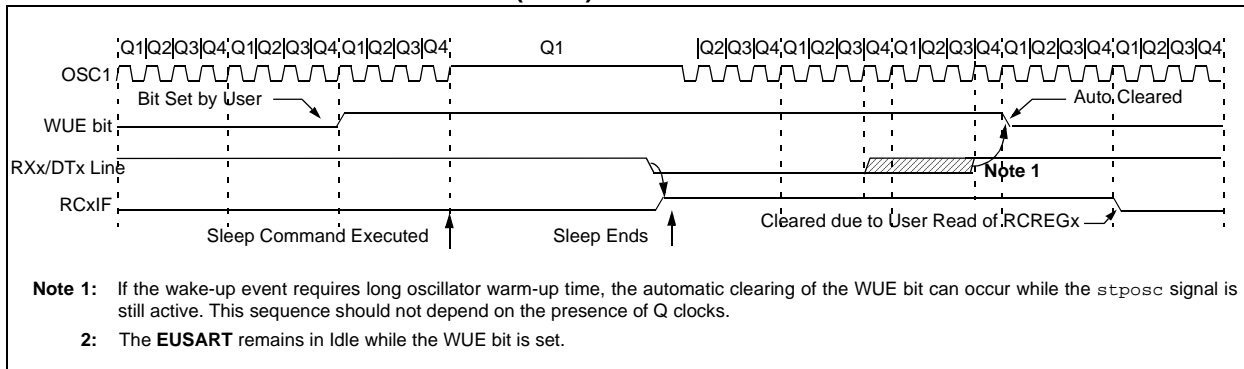 Q1 Q2 Q3 Q4 Q1 Q2 Q3 Q4 Q1 Q2 Q3 Q4 Q1 Q2 Q3 Q4 Q1 Q2 Q3 Q4 Q1 Q2 Q3 Q4 Q1 Q2 Q3 Q4 Q1 Q2 Q3 Q4
OSC1
Bit Set by User
Auto Cleared
WUE bit
RXx/DTx Line
Note 1
RCxIF
Cleared due to User Read of RCREGx
Sleep Command Executed
Sleep Ends
Note 1: If the wake-up event requires long oscillator warm-up time, the automatic clearing of the WUE bit can occur while the stposc signal is
still active. This sequence should not depend on the presence of Q clocks.
2: The EUSART remains in Idle while the WUE bit is set.